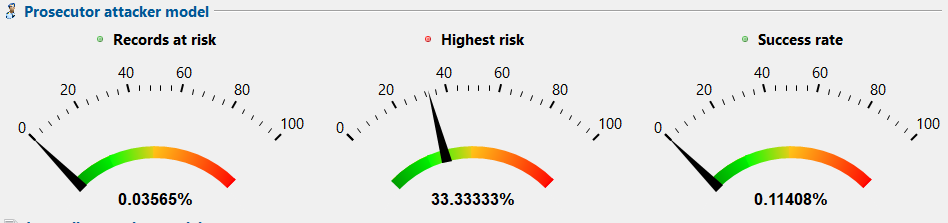 Prosecutor attacker model
Records at risk
Highest risk
Success rate
0 20 40 60 80 100
0 20 40 60 80 100
0 20 40 60 80 100
0.03565%
33.33333%
0.11408%